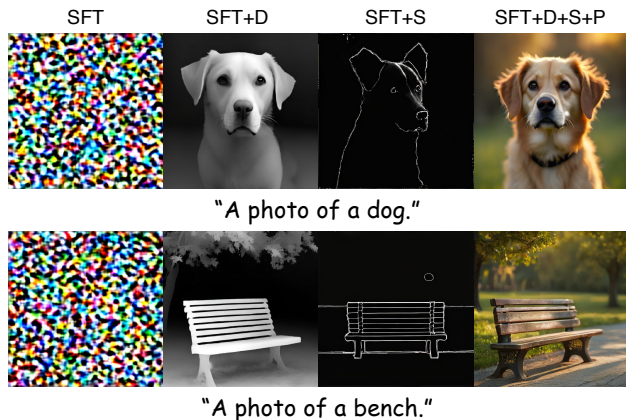 SFT SFT+D SFT+S SFT+D+S+P
“A photo of a dog.”
“A photo of a bench.”